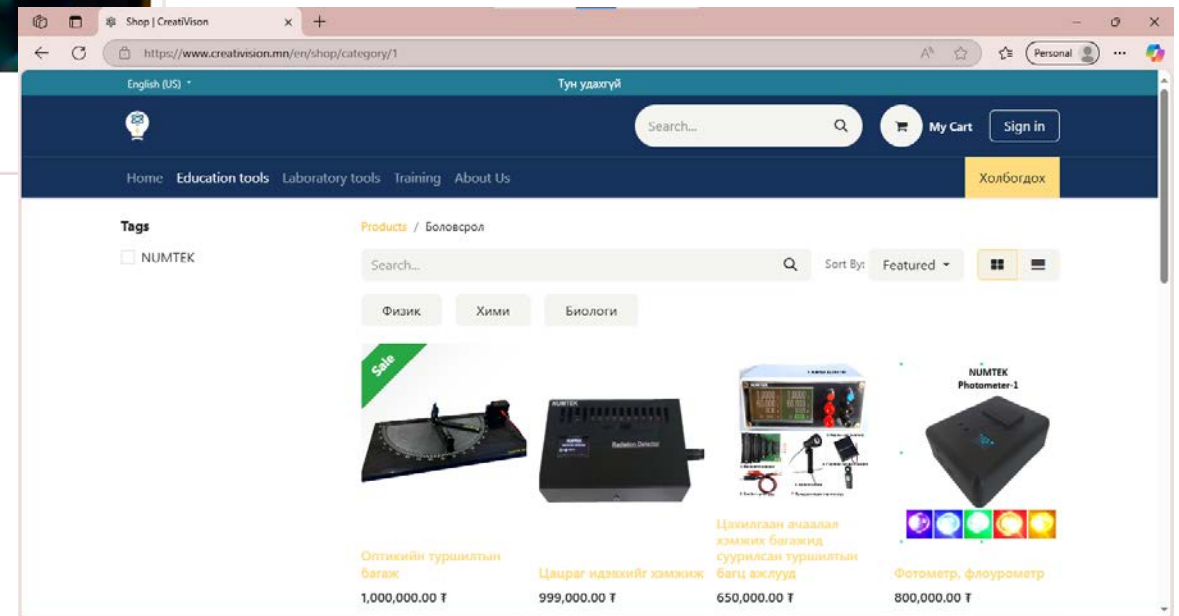 Shop | CreatiVison
https://www.creativision.mn/en/shop/category/1
Personal
English (US)
Тун удахгүй
Search...
My Cart
Sign in
Home Education tools Laboratory tools Training About Us
Холбогдох
Tags
NUMTEK
Products / Боловсрол
Search...
Sort By: Featured
Физик Хими Биологи
Sale
NUMTEK
Radiation Detector
NUMTEK
Photometer-1
Оптикийн туршилтын
багаж
1,000,000.00 ₮
Цацраг идэвхийг хэмжиж
999,000.00 ₮
Цахилгаан ачаалал
хэмжих багажид
суурилсан туршилтын
багц ажлууд
650,000.00 ₮
Фотометр, флоурометр
800,000.00 ₮